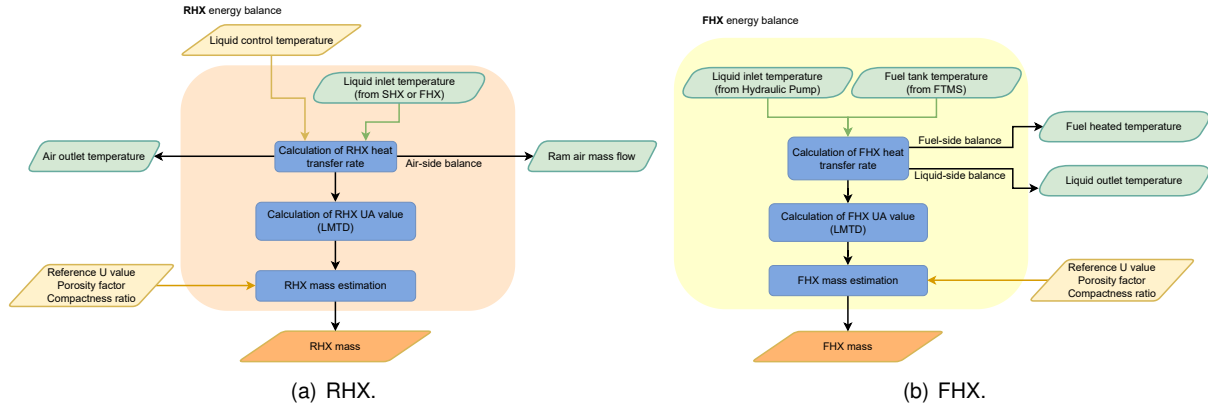 RHX energy balance
Liquid control temperature
Liquid inlet temperature
(from SHX or FHX)
Air outlet temperature
Calculation of RHX heat
transfer rate
Air-side balance
Ram air mass flow
Calculation of RHX UA value
(LMTD)
Reference U value
Porosity factor
Compactness ratio
RHX mass estimation
RHX mass
(a) RHX.
FHX energy balance
Liquid inlet temperature
(from Hydraulic Pump)
Fuel tank temperature
(from FTMS)
Calculation of FHX heat
transfer rate
Fuel-side balance
Fuel heated temperature
Liquid-side balance
Liquid outlet temperature
Calculation of FHX UA value
(LMTD)
FHX mass estimation
Reference U value
Porosity factor
Compactness ratio
FHX mass
(b) FHX.